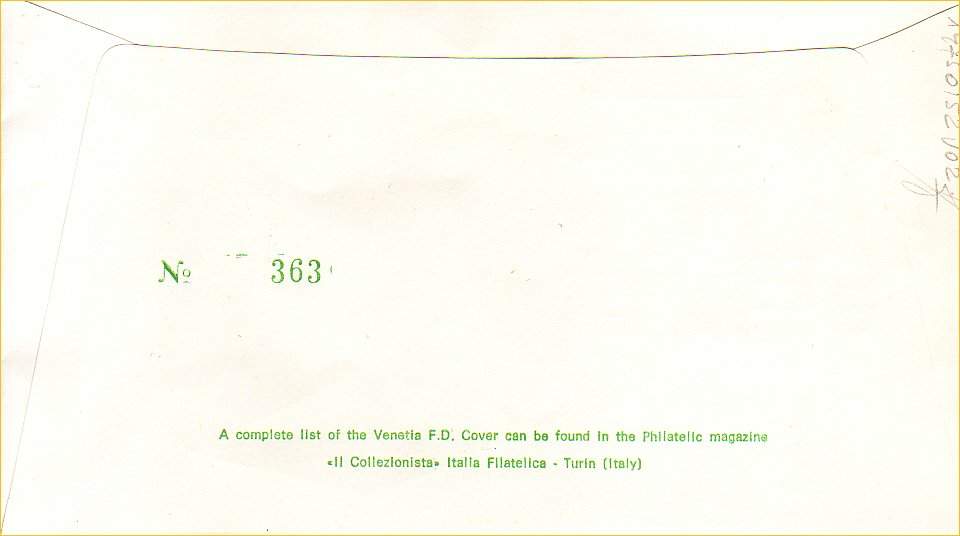 № 363
A complete list of the Venetia F.D. Cover can be found in the Philatelic magazine
«Il Collezionista» Italia Filatelica - Turin (Italy)